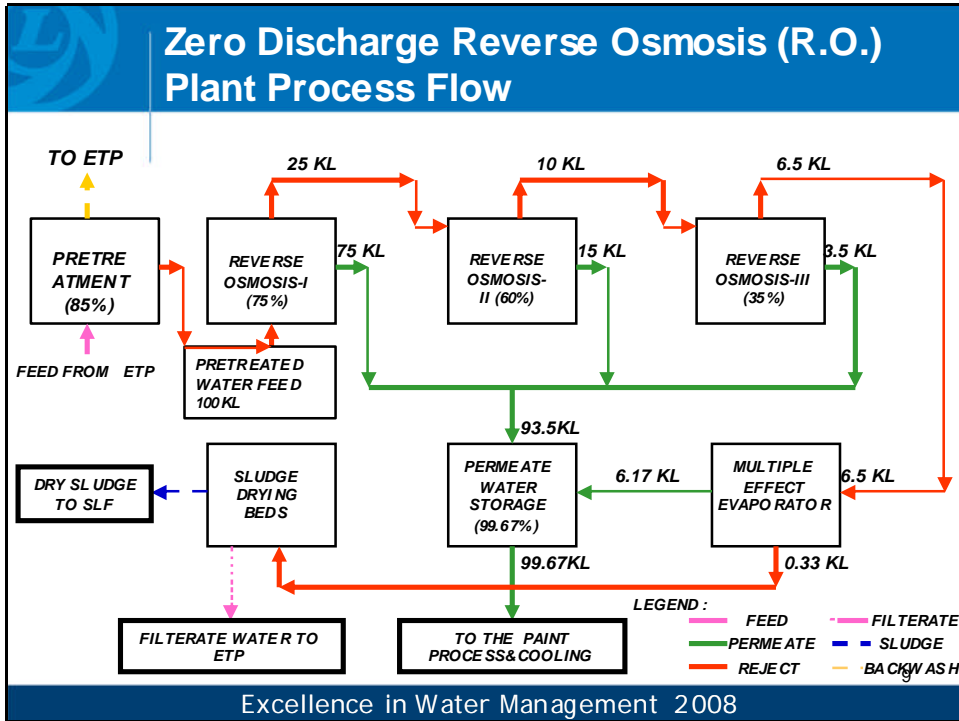 Zero Discharge Reverse Osmosis (R.O.)
Plant Process Flow
TO ETP
25 KL
10 KL
6.5 KL
PRETRE
ATMENT
(85%)
REVERSE
OSMOSIS-I
(75%)
75 KL
REVERSE
OSMOSIS-
II (60%)
15 KL
REVERSE
OSMOSIS-III
(35%)
3.5 KL
FEED FROM ETP
PRETREATED
WATER FEED
100KL
93.5KL
DRY SLUDGE
TO SLF
SLUDGE
DRYING
BEDS
PERMEATE
WATER
STORAGE
(99.67%)
6.17 KL
MULTIPLE
EFFECT
EVAPORATOR
6.5 KL
99.67KL
0.33 KL
FILTERATE WATER TO
ETP
TO THE PAINT
PROCESS&COOLING
LEGEND :
FEED
FILTERATE
PERMEATE
SLUDGE
REJECT
BACKWASH
9
Excellence in Water Management 2008